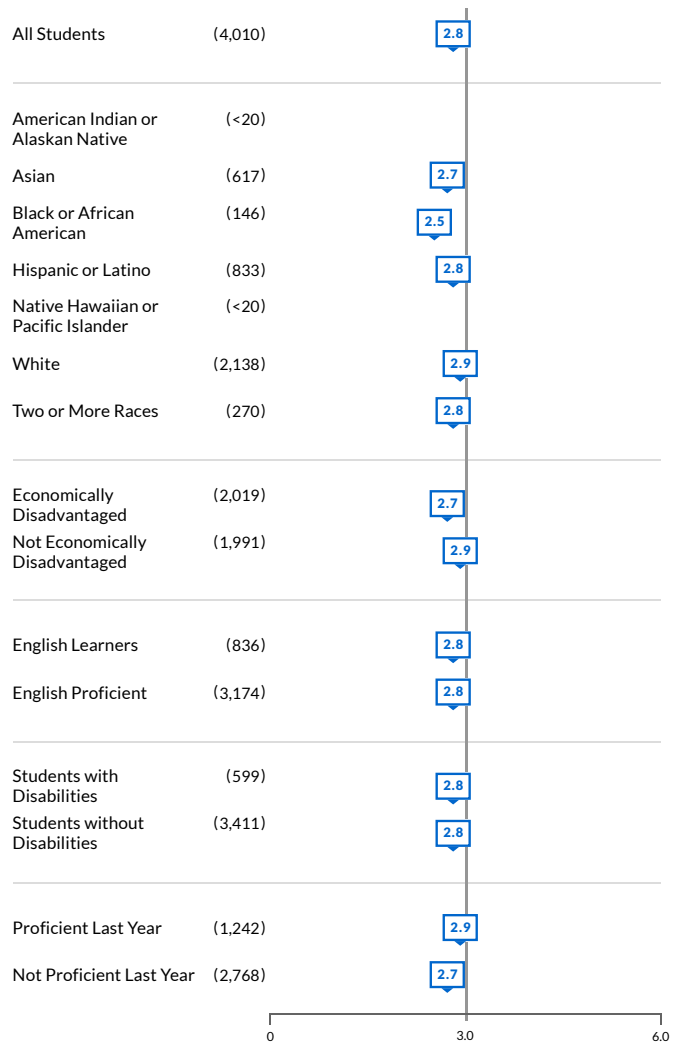 All Students (4,010) 2.8
American Indian or (<20)
Alaskan Native
Asian (617) 2.7
Black or African (146) 2.5
American
Hispanic or Latino (833) 2.8
Native Hawaiian or (<20)
Pacific Islander
White (2,138) 2.9
Two or More Races (270) 2.8
Economically (2,019) 2.7
Disadvantaged
Not Economically (1,991) 2.9
Disadvantaged
English Learners (836) 2.8
English Proficient (3,174) 2.8
Students with (599) 2.8
Disabilities
Students without (3,411) 2.8
Disabilities
Proficient Last Year (1,242) 2.9
Not Proficient Last Year (2,768) 2.7
0 3.0 6.0